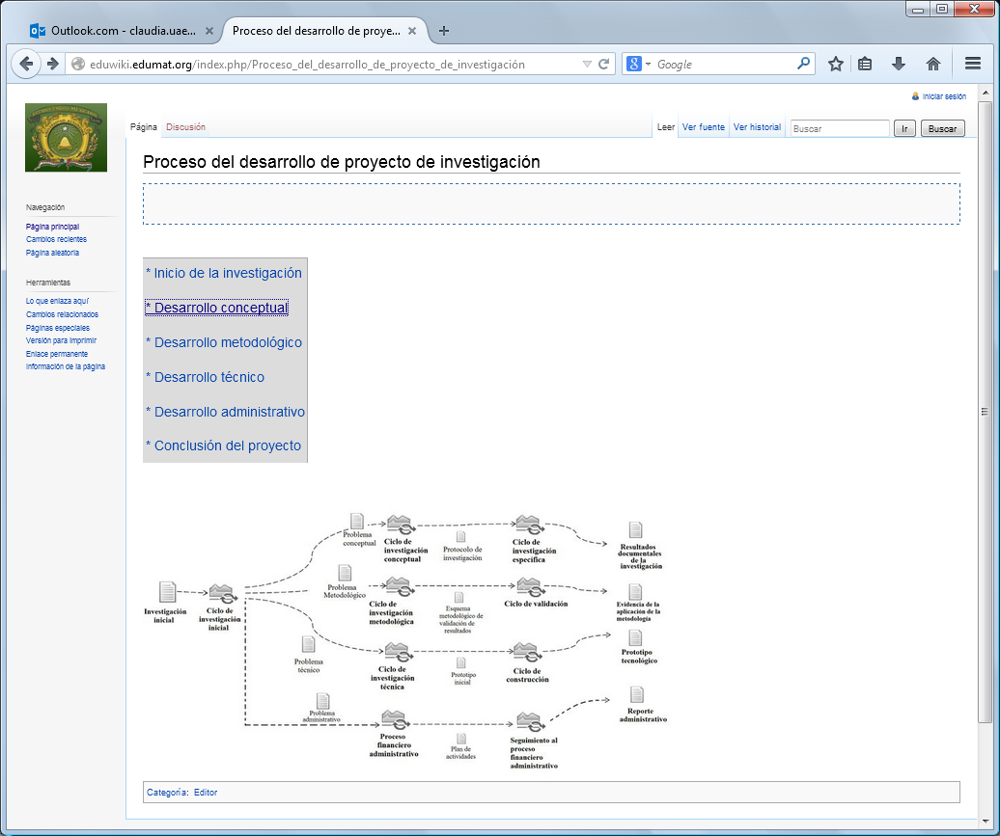 Outlook.com - claudia.uae...
Proceso del desarrollo de proye...
eduwiki.edumat.org/index.php/Proceso_del_desarrollo_de_proyecto_de_investigación
Google
Iniciar sesión
Página
Discusión
Leer
Ver fuente
Ver historial
Buscar
Ir
Buscar
Proceso del desarrollo de proyecto de investigación
Navegación
Página principal
Cambios recientes
Página aleatoria
Herramientas
Lo que enlaza aquí
Cambios relacionados
Páginas especiales
Versión para imprimir
Enlace permanente
Información de la página
* Inicio de la investigación
* Desarrollo conceptual
* Desarrollo metodológico
* Desarrollo técnico
* Desarrollo administrativo
* Conclusión del proyecto
Investigación
inicial
Ciclo de
investigación
inicial
Problema
conceptual
Ciclo de
investigación
conceptual
Protocolo de
investigación
Ciclo de
investigación
específica
Resultados
documentales
de la
investigación
Problema
Metodológico
Ciclo de
investigación
metodológica
Esquema
metodológico de
validación de
resultados
Ciclo de validación
Evidencia de la
aplicación de la
metodología
Problema
técnico
Ciclo de
investigación
técnica
Prototipo
inicial
Ciclo de
construcción
Prototipo
tecnológico
Problema
administrativo
Proceso
financiero
administrativo
Plan de
actividades
Seguimiento al
proceso
financiero
administrativo
Reporte
administrativo
Categoría: Editor